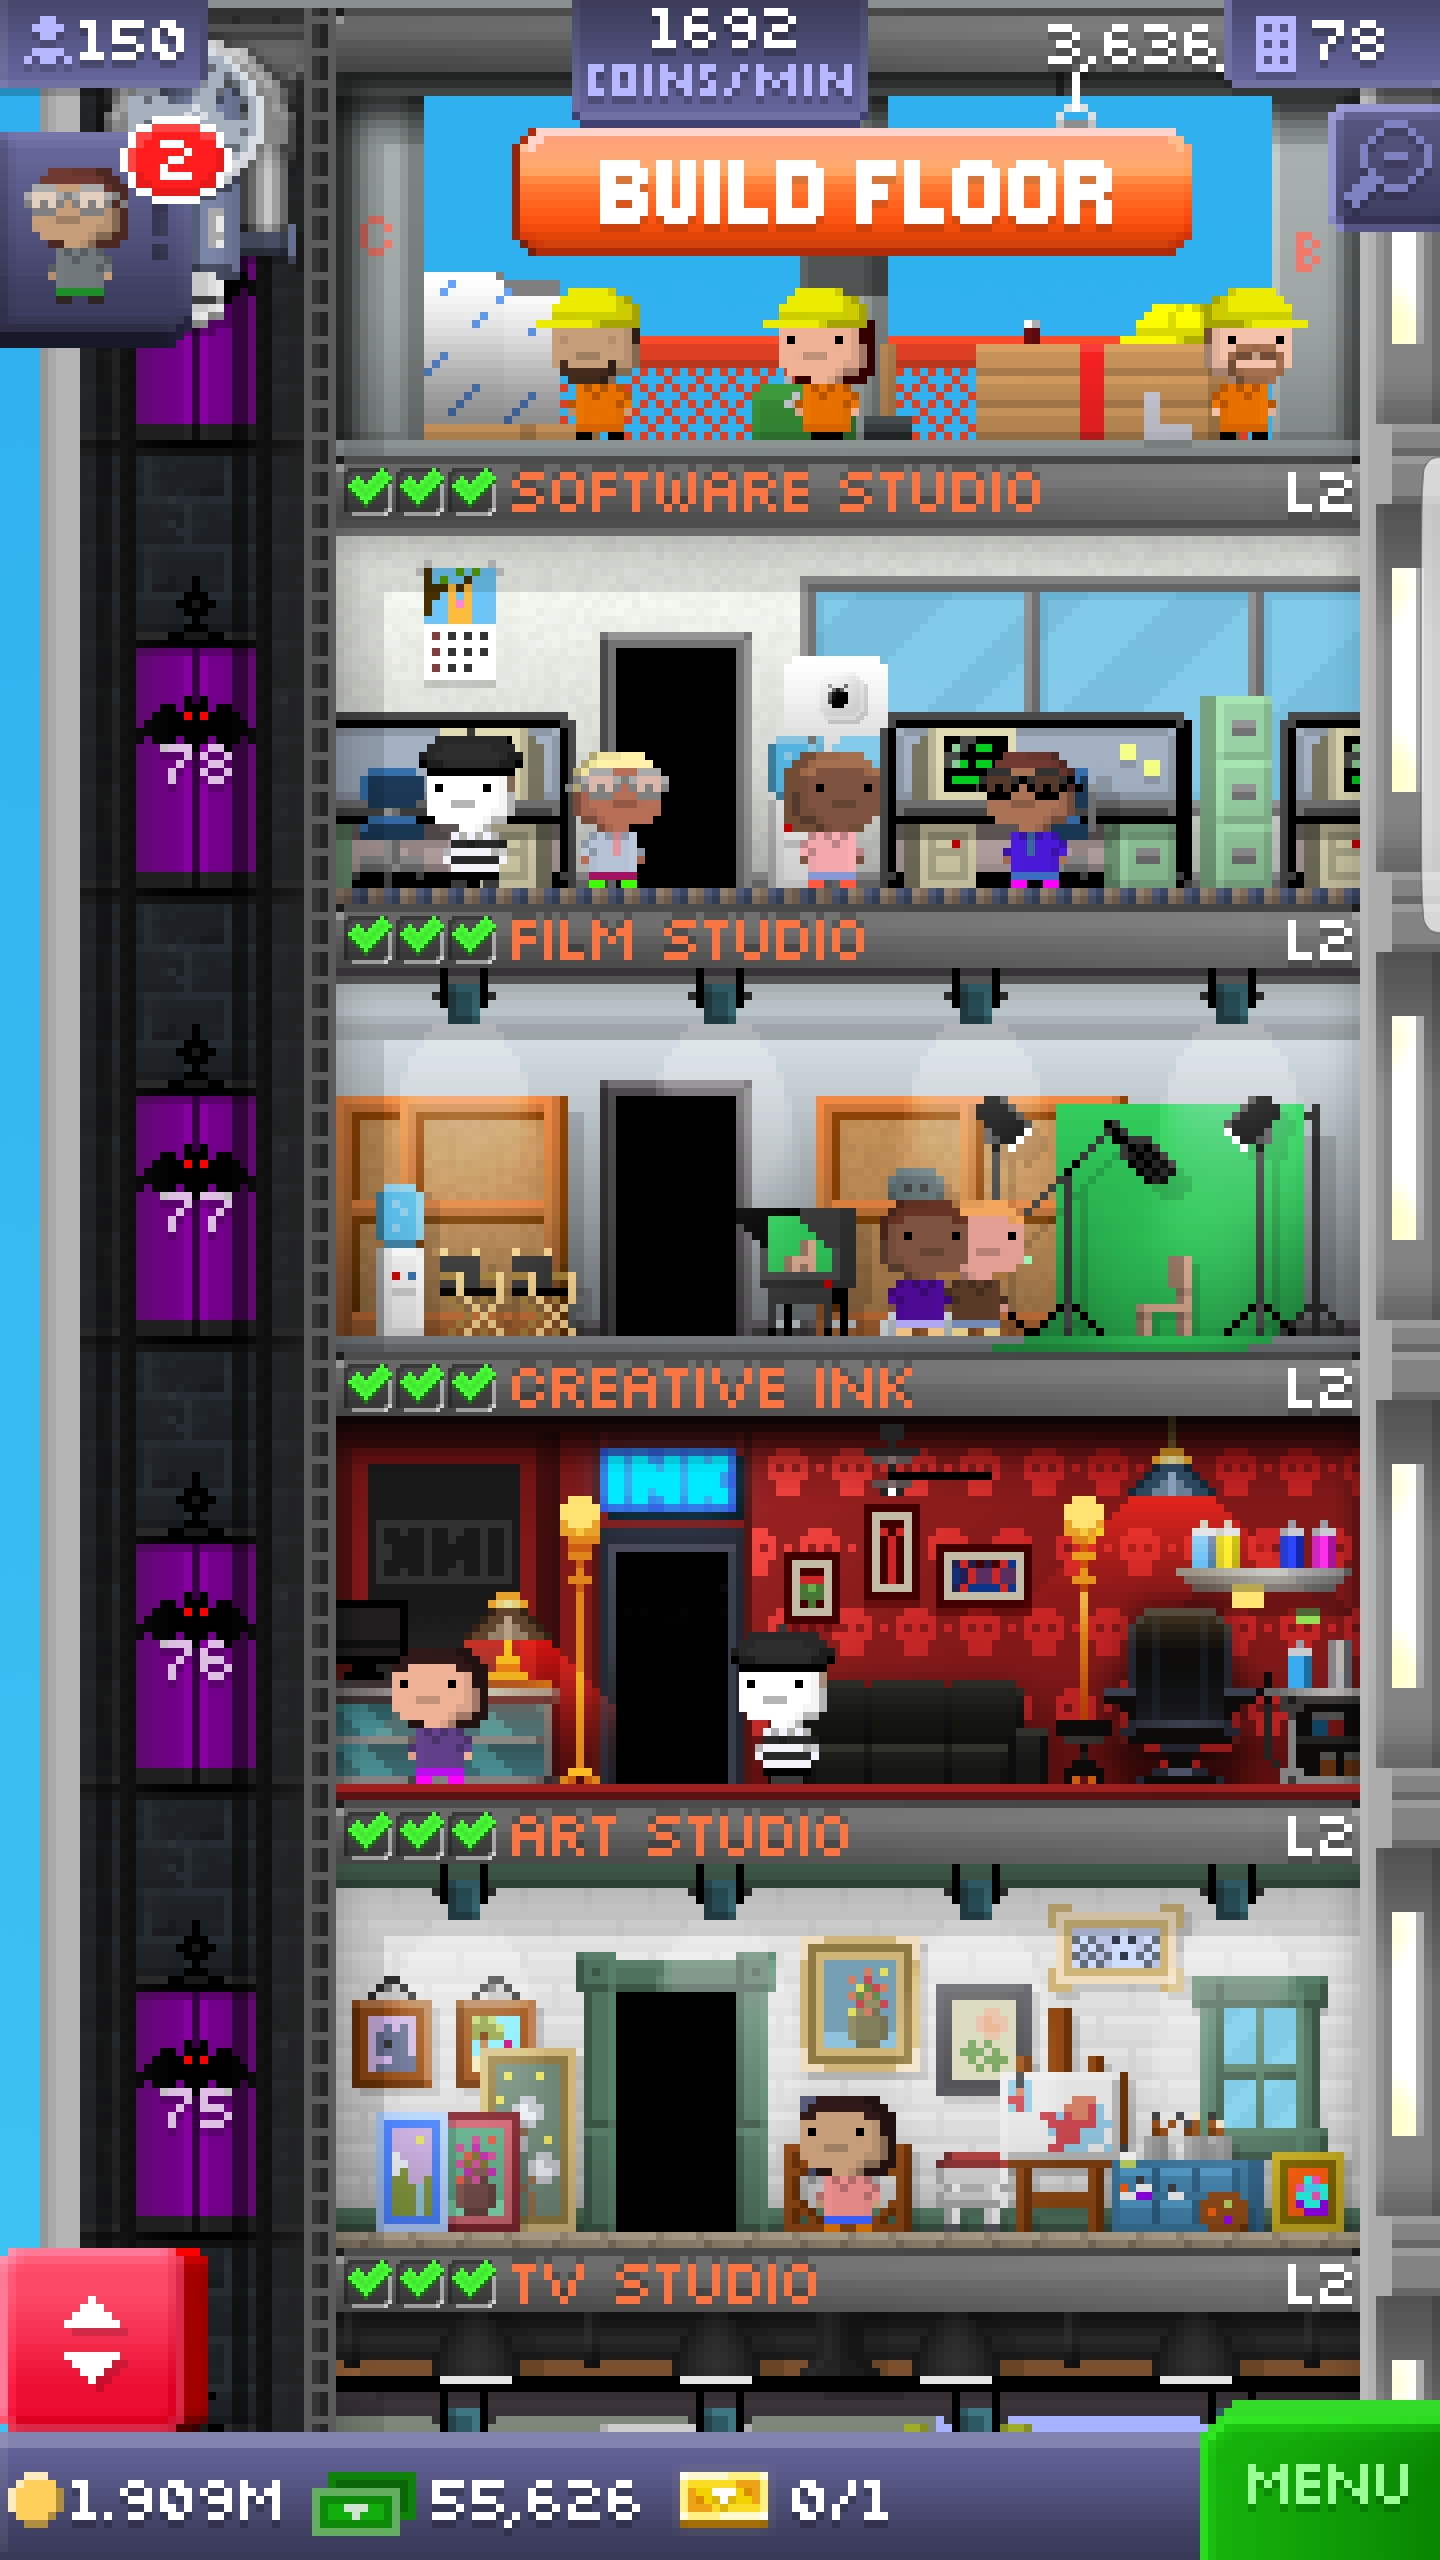 150
1692
COINS/MIN
3,636,
78
2
BUILD FLOOR
C
B
SOFTWARE STUDIO L2
78
FILM STUDIO L2
77
CREATIVE INK L2
INK
76
ART STUDIO L2
75
TV STUDIO L2
1.909M
55,626
0/1
MENU